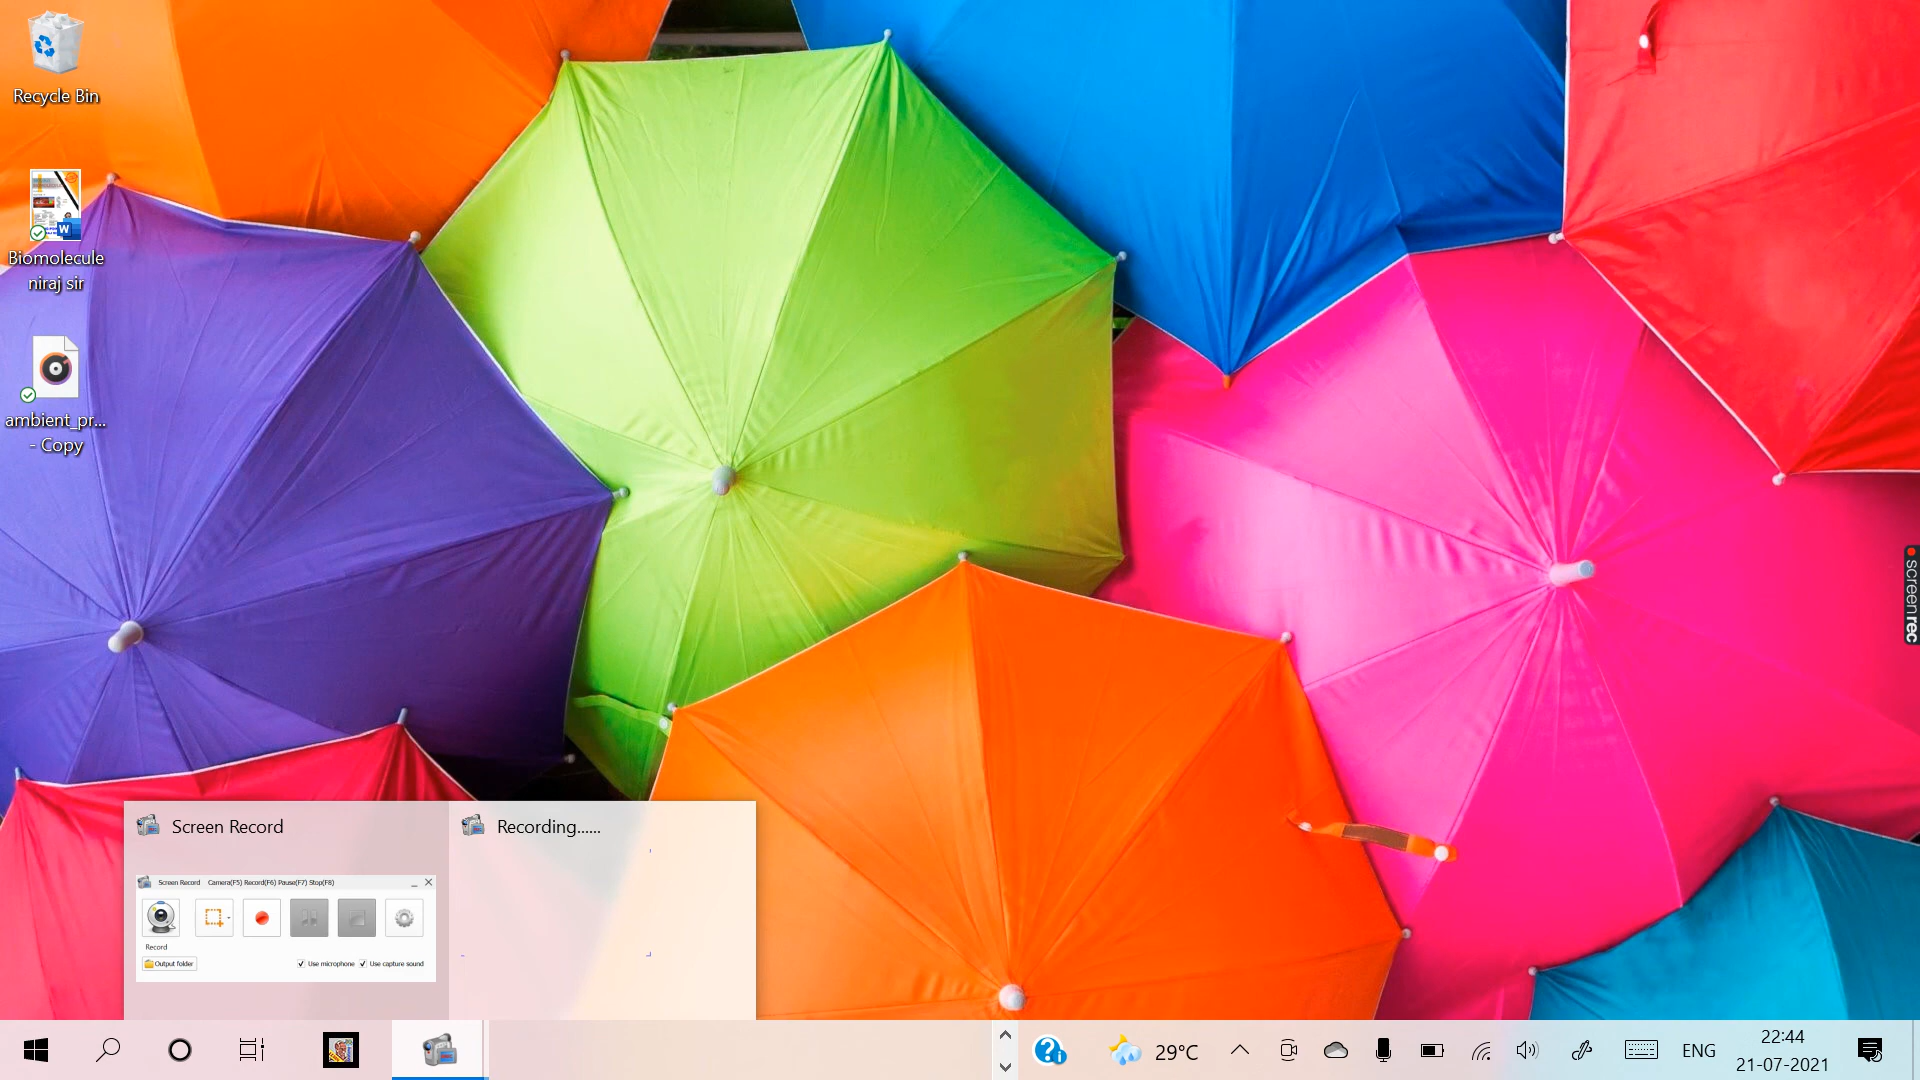 Recycle Bin
Biomolecule
niraj sir
ambient_pr...
- Copy
screenrec
Screen Record
Recording......
Screen Record Camera(F5) Record(F6) Pause(F7) Stop(F8)
Record
Output folder
Use microphone
Use capture sound
29°C
ENG
22:44
21-07-2021